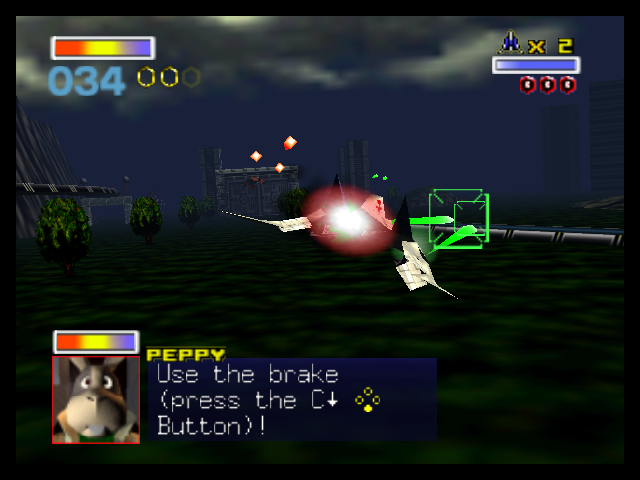 034
x 2
PEPPY
Use the brake
(press the C↓
Button)!